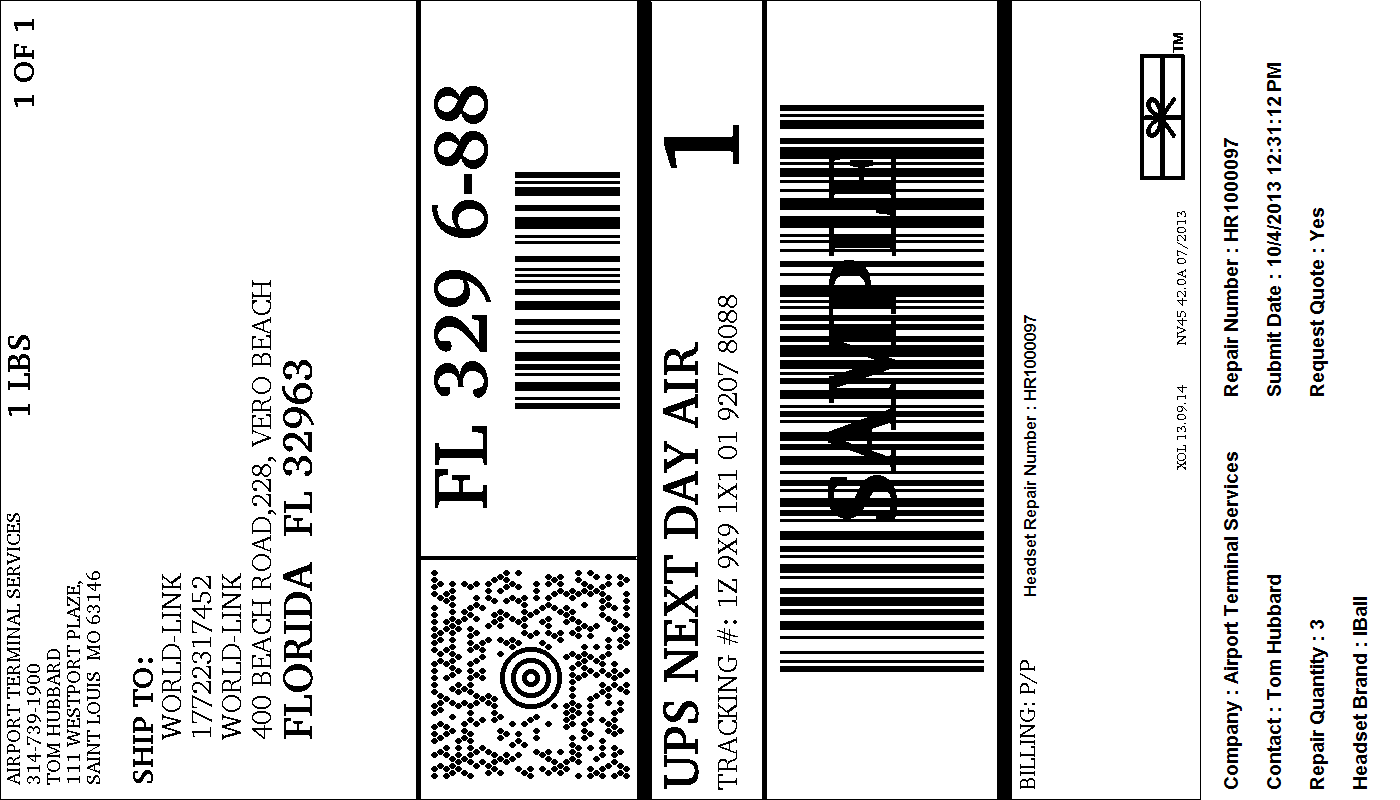 AIRPORT TERMINAL SERVICES 1 LBS 1 OF 1
314-739-1900
TOM HUBBARD
111 WESTPORT PLAZE,
SAINT LOUIS MO 63146
SHIP TO:
WORLD-LINK
17722317452
WORLD-LINK
400 BEACH ROAD,228, VERO BEACH
FLORIDA FL 32963
FL 329 6-88
UPS NEXT DAY AIR 1
TRACKING #: 1Z 9X9 1X1 01 9207 8088
SAMPLE
BILLING: P/P
Headset Repair Number : HR1000097
XOL 13.09.14 NV45 42.0A 07/2013
TM
Company : Airport Terminal Services Repair Number : HR1000097
Contact : Tom Hubbard Submit Date : 10/4/2013 12:31:12 PM
Repair Quantity : 3 Request Quote : Yes
Headset Brand : IBall